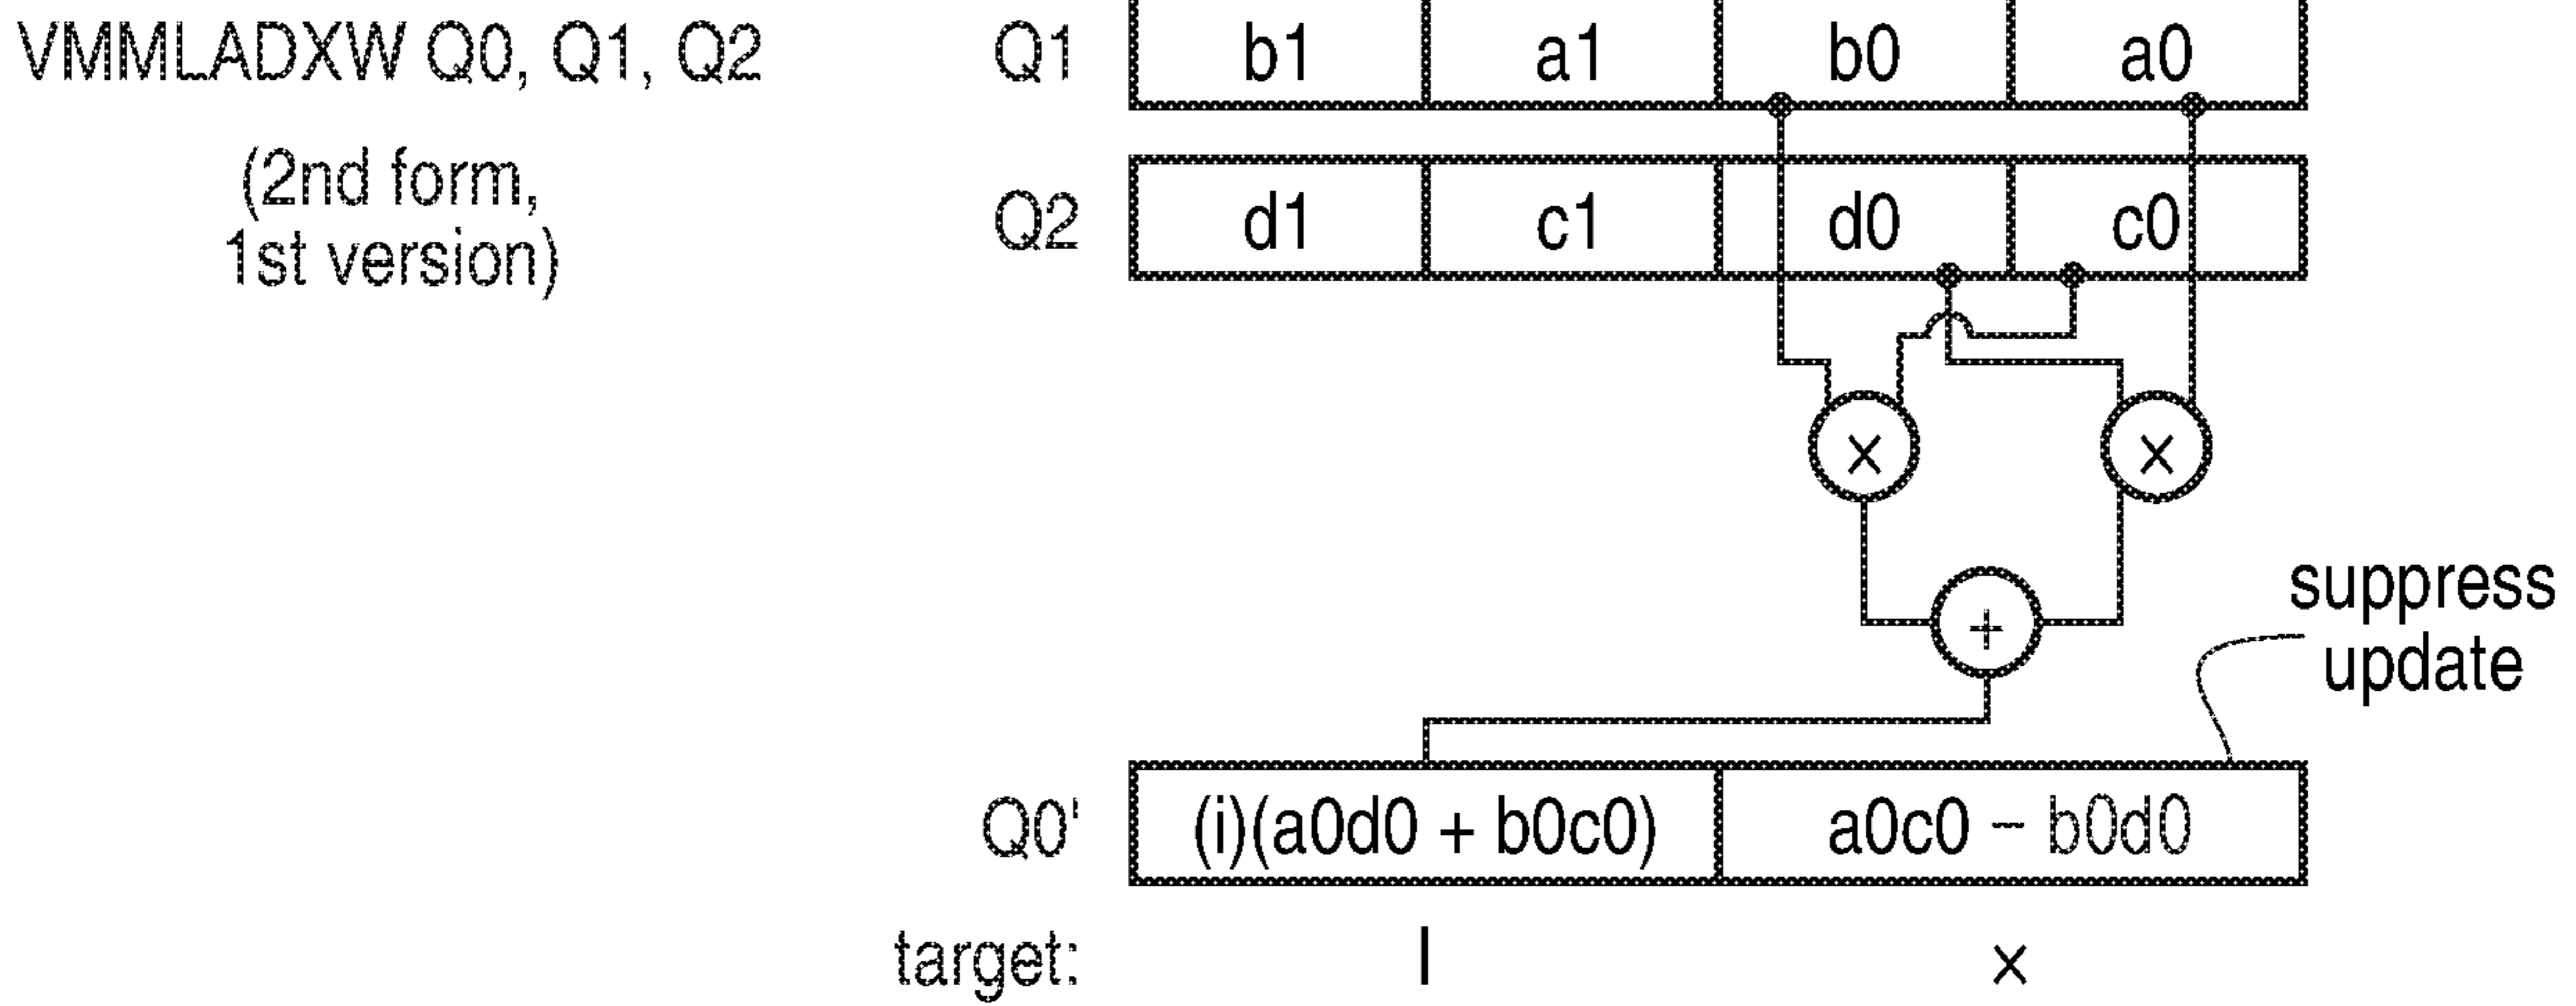 VMMLADXW Q0, Q1, Q2
(2nd form,
1st version)
Q1 b1 a1 b0 a0
Q2 d1 c1 d0 c0
x x
+
suppress
update
Q0' (i)(a0d0 + b0c0) a0c0 − b0d0
target: I x